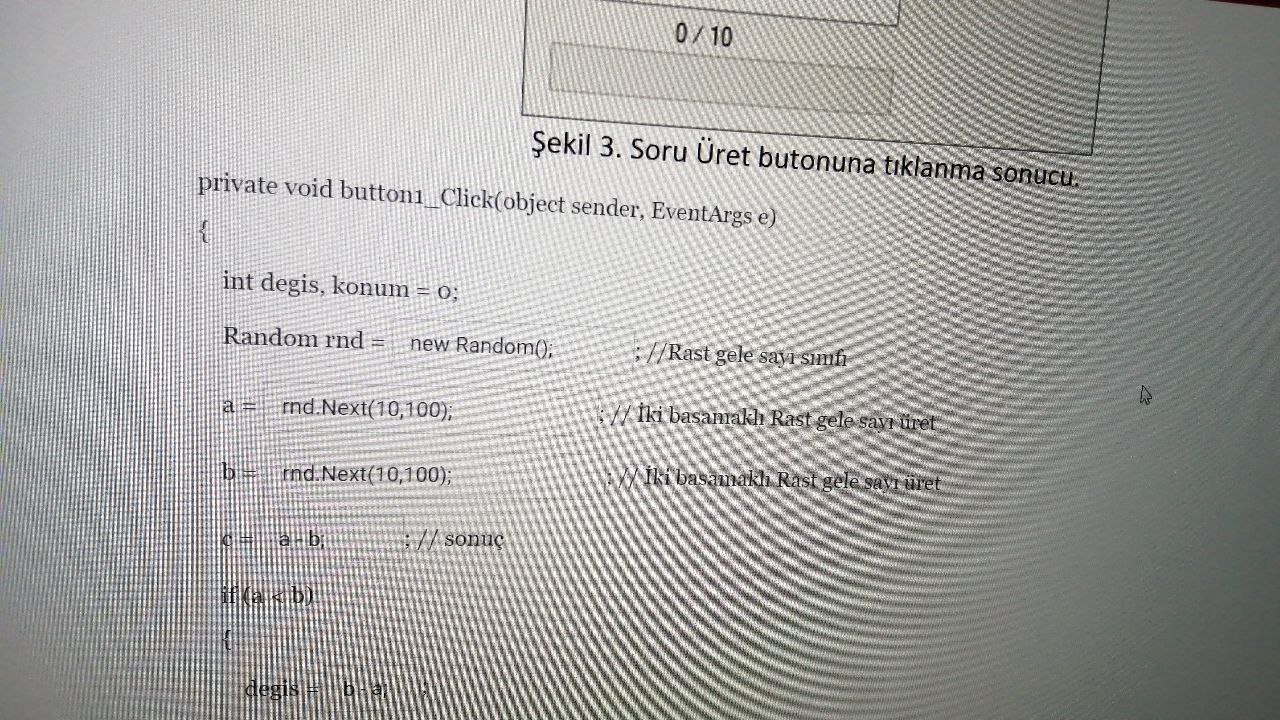 0 / 10
Şekil 3. Soru Üret butonuna tıklanma sonucu.
private void button1_Click(object sender, EventArgs e)
{
int degis, konum = 0;
Random rnd = new Random(); ; //Rast gele sayı sınıfı
a = rnd.Next(10,100); ; // İki basamaklı Rast gele sayı üret
b = rnd.Next(10,100); ; // İki basamaklı Rast gele sayı üret
c = a - b; ; // sonuç
if (a < b)
{
degis = b - a; ;